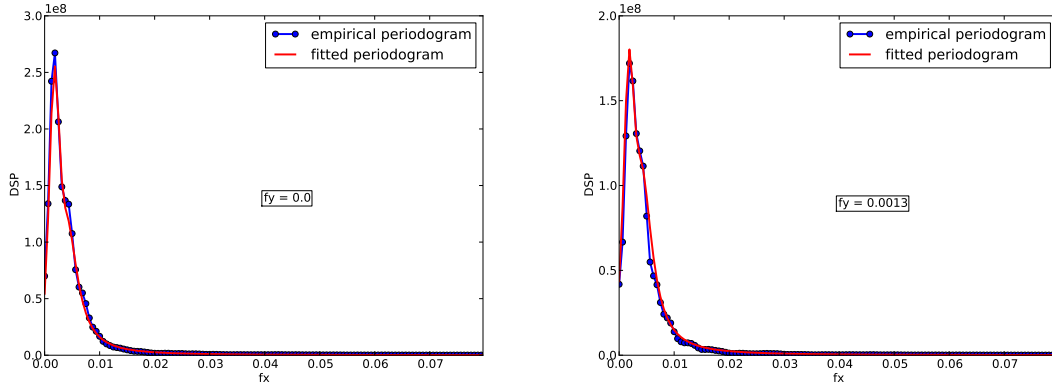 1e8
3.0
2.5
2.0
1.5
1.0
0.5
0.0
DSP
empirical periodogram
fitted periodogram
fy = 0.0
0.00 0.01 0.02 0.03 0.04 0.05 0.06 0.07
fx
1e8
2.0
1.5
1.0
0.5
0.0
DSP
empirical periodogram
fitted periodogram
fy = 0.0013
0.00 0.01 0.02 0.03 0.04 0.05 0.06 0.07
fx